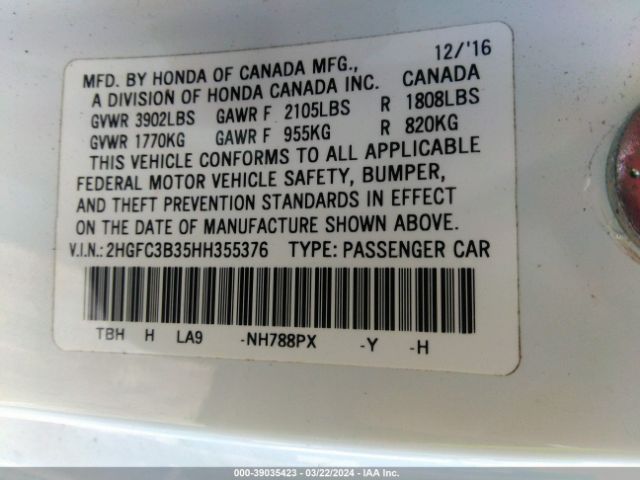 12/'16
MFD. BY HONDA OF CANADA MFG.,
A DIVISION OF HONDA CANADA INC. CANADA
GVWR 3902LBS GAWR F 2105LBS R 1808LBS
GVWR 1770KG GAWR F 955KG R 820KG
THIS VEHICLE CONFORMS TO ALL APPLICABLE
FEDERAL MOTOR VEHICLE SAFETY, BUMPER,
AND THEFT PREVENTION STANDARDS IN EFFECT
ON THE DATE OF MANUFACTURE SHOWN ABOVE.
V.I.N.: 2HGFC3B35HH355376 TYPE: PASSENGER CAR
TBH H LA9 -NH788PX -Y -H
000-39035423 - 03/22/2024 - IAA Inc.